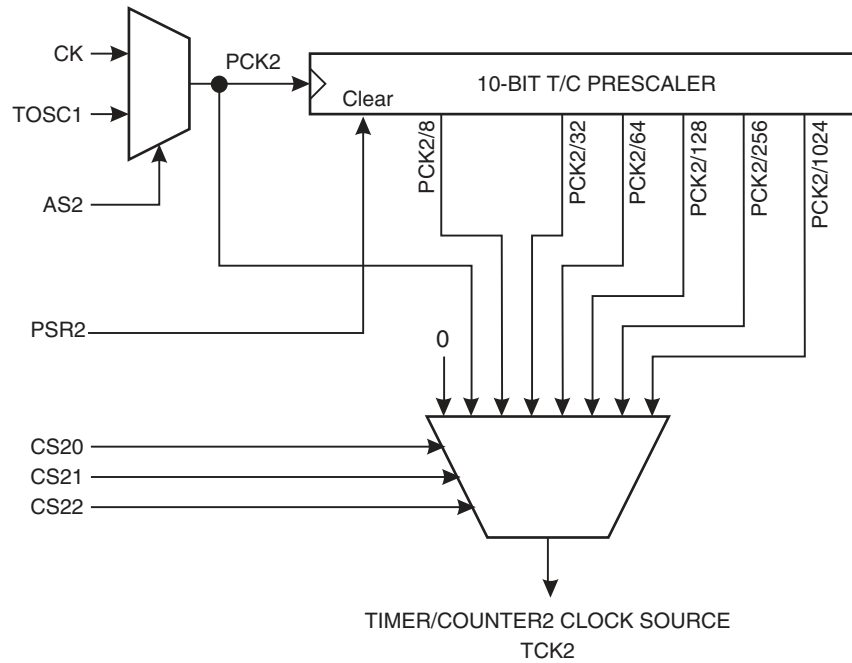 CK
PCK2
10-BIT T/C PRESCALER
TOSC1
Clear
PCK2/8
PCK2/32
PCK2/64
PCK2/128
PCK2/256
PCK2/1024
AS2
PSR2
0
CS20
CS21
CS22
TIMER/COUNTER2 CLOCK SOURCE
TCK2